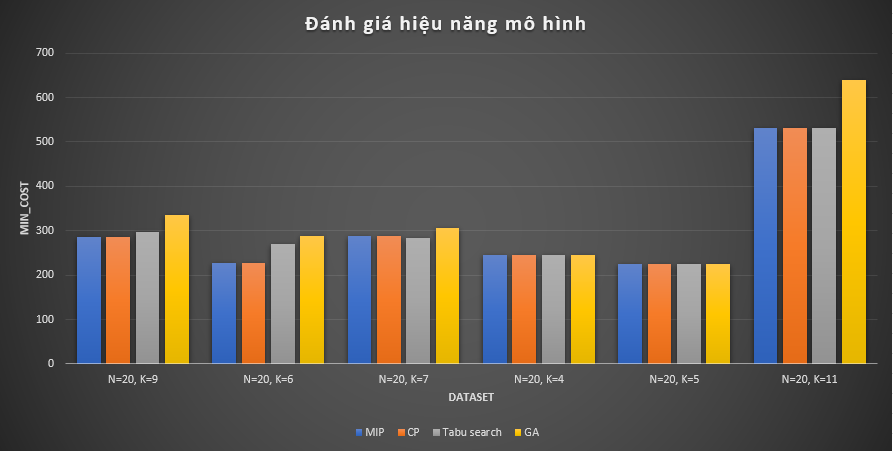 Đánh giá hiệu năng mô hình
700
600
500
400
300
200
100
0
MIN_COST
N=20, K=9
N=20, K=6
N=20, K=7
N=20, K=4
N=20, K=5
N=20, K=11
DATASET
MIP
CP
Tabu search
GA